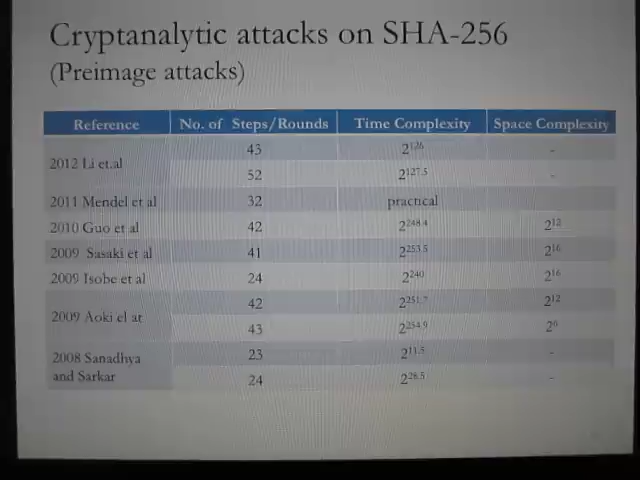 Cryptanalytic attacks on SHA-256
(Preimage attacks)
Reference No. of Steps/Rounds Time Complexity Space Complexity
2012 Li et.al 43 2^126 -
52 2^127.5 -
2011 Mendel et al 32 practical
2010 Guo et al 42 2^248.4 2^12
2009 Sasaki et al 41 2^253.5 2^16
2009 Isobe et al 24 2^240 2^16
2009 Aoki et al 42 2^251.7 2^12
43 2^254.9 2^6
2008 Sanadhya
and Sarkar 23 2^11.5 -
24 2^28.5 -